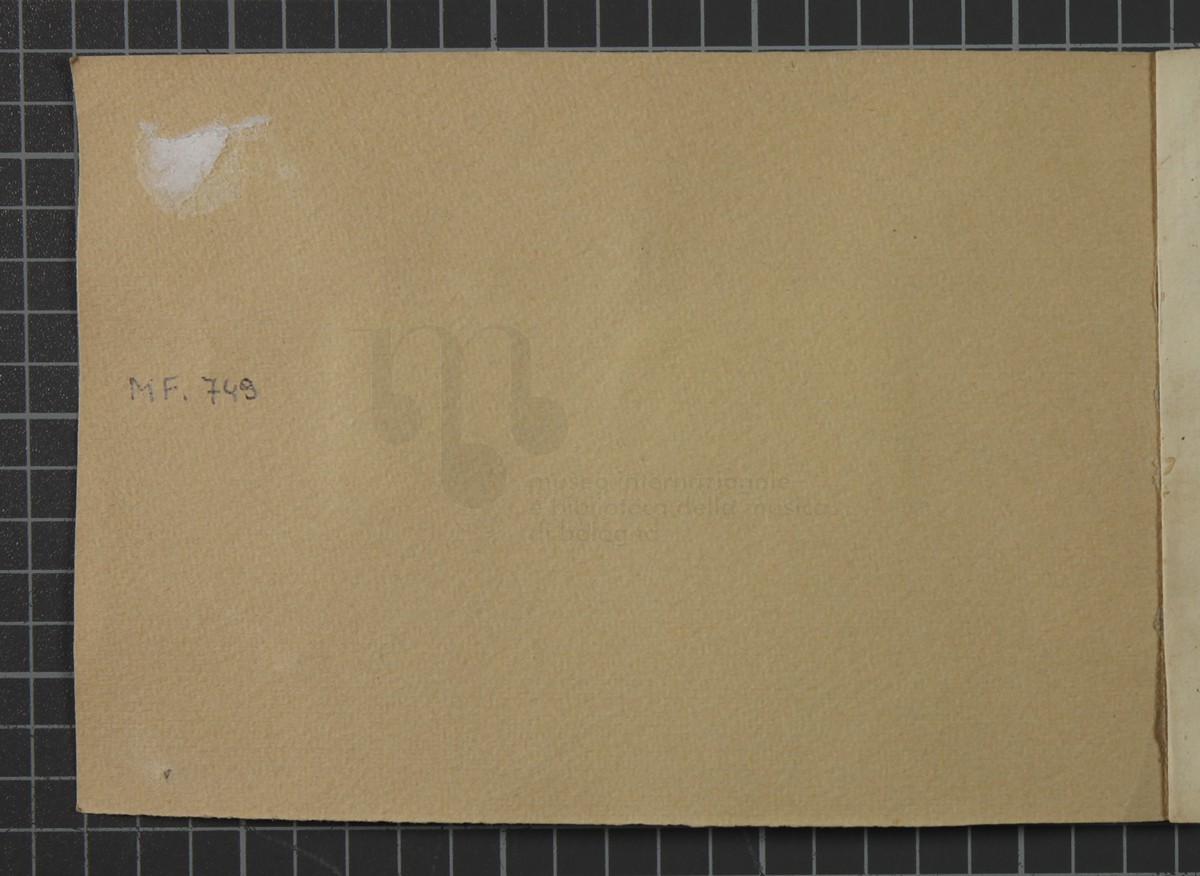 MF. 749
museo internazionale
e biblioteca della musica
di bologna